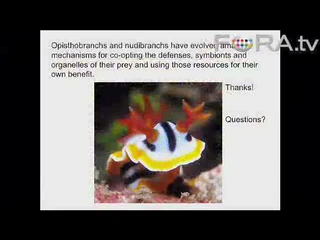 FORA.tv
Opisthobranchs and nudibranchs have evolved
mechanisms for co-opting the defenses, symbionts and
organelles of their prey and using those resources for their
own benefit.
Thanks!
Questions?